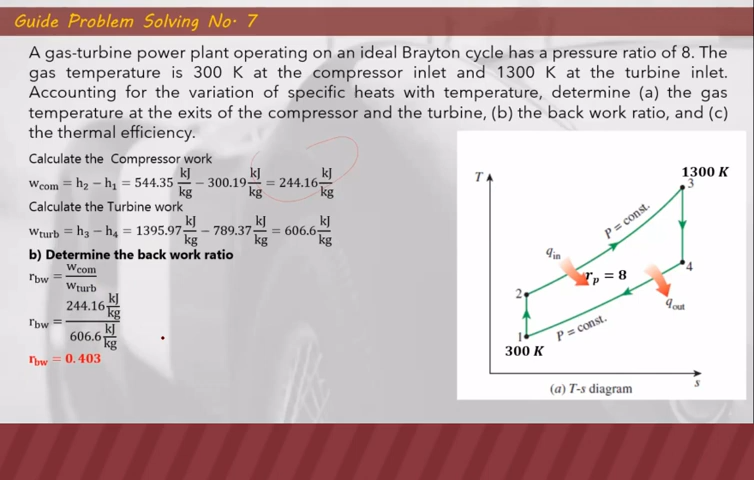 Guide Problem Solving No. 7
A gas-turbine power plant operating on an ideal Brayton cycle has a pressure ratio of 8. The
gas temperature is 300 K at the compressor inlet and 1300 K at the turbine inlet.
Accounting for the variation of specific heats with temperature, determine (a) the gas
temperature at the exits of the compressor and the turbine, (b) the back work ratio, and (c)
the thermal efficiency.
Calculate the Compressor work
w_com = h_2 − h_1 = 544.35 kJ/kg − 300.19 kJ/kg = 244.16 kJ/kg
Calculate the Turbine work
w_turb = h_3 − h_4 = 1395.97 kJ/kg − 789.37 kJ/kg = 606.6 kJ/kg
b) Determine the back work ratio
r_bw = w_com / w_turb
r_bw = 244.16 kJ/kg / 606.6 kJ/kg
r_bw = 0.403
T
1300 K
3
P = const.
q_in
r_p = 8
4
2
q_out
P = const.
1
300 K
s
(a) T-s diagram